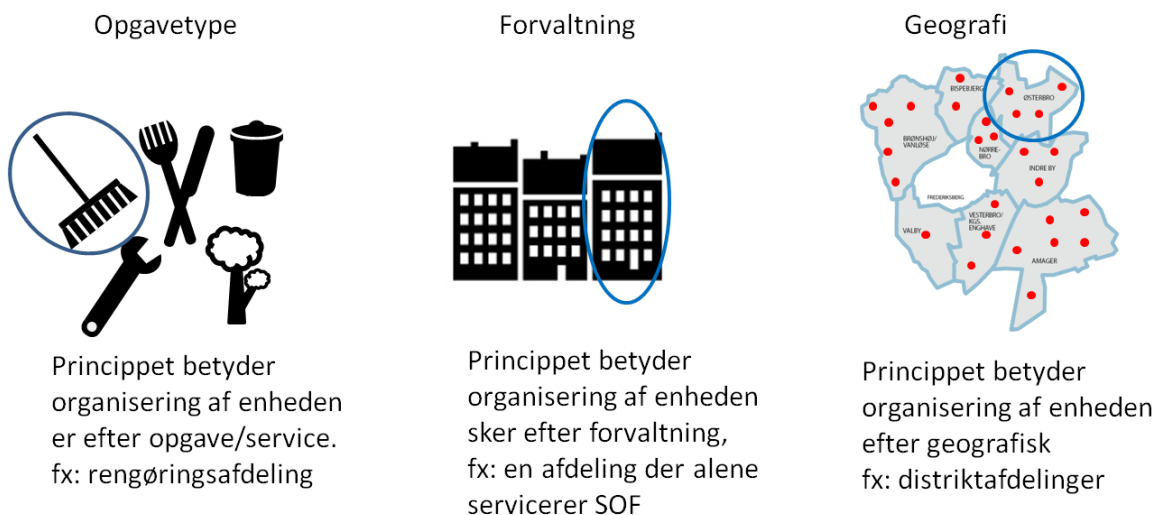 Opgavetype
Princippet betyder
organisering af enheden
er efter opgave/service.
fx: rengøringsafdeling
Forvaltning
Princippet betyder
organisering af enheden
sker efter forvaltning,
fx: en afdeling der alene
servicerer SOF
Geografi
BISPEBJERG
ØSTERBRO
BRØNSHØJ/
VANLØSE
NØRRE-
BRO
INDRE BY
FREDERIKSBERG
VESTERBRO/
KGS.
ENGHAVE
VALBY
AMAGER
Princippet betyder
organisering af enheden
efter geografisk
fx: distriktafdelinger